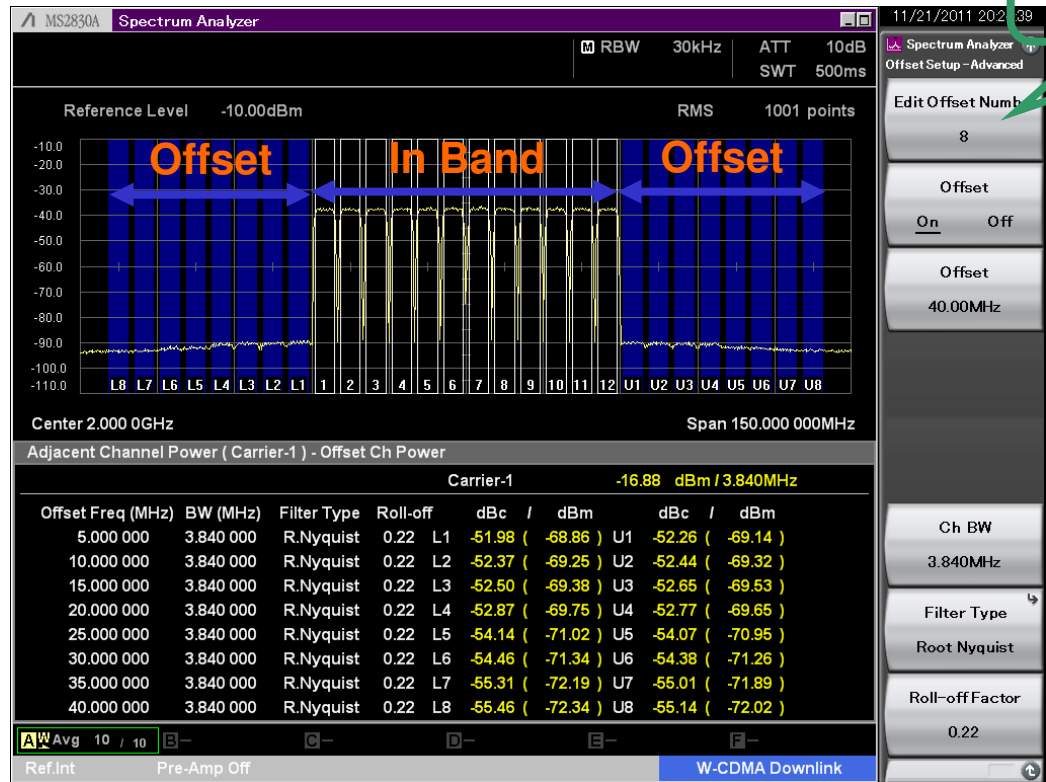 MS2830A Spectrum Analyzer
11/21/2011 20:2 :39
RBW 30kHz ATT 10dB
SWT 500ms
Reference Level -10.00dBm RMS 1001 points
-10.0
-20.0
-30.0
-40.0
-50.0
-60.0
-70.0
-80.0
-90.0
-100.0
-110.0
Offset In Band Offset
L8 L7 L6 L5 L4 L3 L2 L1 1 2 3 4 5 6 7 8 9 10 11 12 U1 U2 U3 U4 U5 U6 U7 U8
Center 2.000 0GHz Span 150.000 000MHz
Adjacent Channel Power ( Carrier-1 ) - Offset Ch Power
Carrier-1 -16.88 dBm / 3.840MHz
Offset Freq (MHz) BW (MHz) Filter Type Roll-off dBc / dBm dBc / dBm
5.000 000 3.840 000 R.Nyquist 0.22 L1 -51.98 ( -68.86 ) U1 -52.26 ( -69.14 )
10.000 000 3.840 000 R.Nyquist 0.22 L2 -52.37 ( -69.25 ) U2 -52.44 ( -69.32 )
15.000 000 3.840 000 R.Nyquist 0.22 L3 -52.50 ( -69.38 ) U3 -52.65 ( -69.53 )
20.000 000 3.840 000 R.Nyquist 0.22 L4 -52.87 ( -69.75 ) U4 -52.77 ( -69.65 )
25.000 000 3.840 000 R.Nyquist 0.22 L5 -54.14 ( -71.02 ) U5 -54.07 ( -70.95 )
30.000 000 3.840 000 R.Nyquist 0.22 L6 -54.46 ( -71.34 ) U6 -54.38 ( -71.26 )
35.000 000 3.840 000 R.Nyquist 0.22 L7 -55.31 ( -72.19 ) U7 -55.01 ( -71.89 )
40.000 000 3.840 000 R.Nyquist 0.22 L8 -55.46 ( -72.34 ) U8 -55.14 ( -72.02 )
A W Avg 10 / 10 B- C- D- E- F-
Ref.Int Pre-Amp Off W-CDMA Downlink
Spectrum Analyzer
Offset Setup - Advanced
Edit Offset Numb
8
Offset
On Off
Offset
40.00MHz
Ch BW
3.840MHz
Filter Type
Root Nyquist
Roll-off Factor
0.22